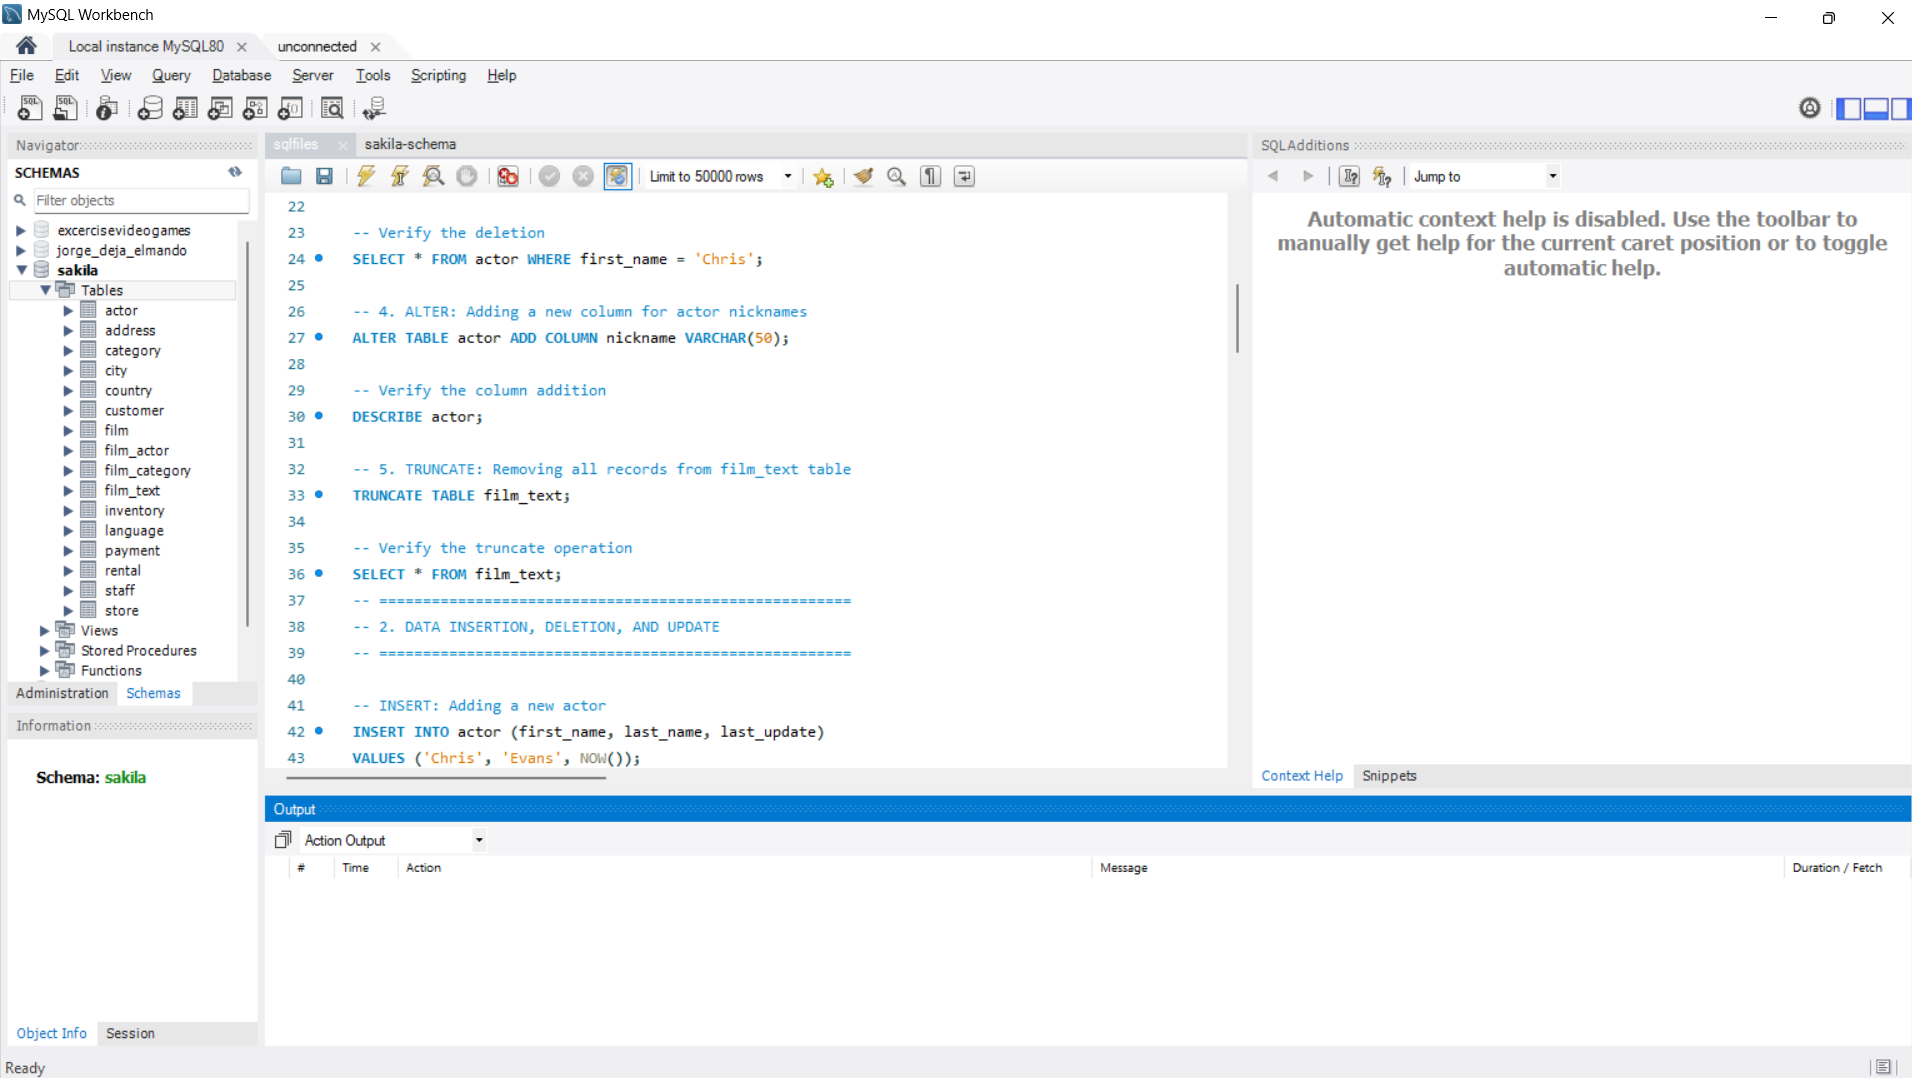 MySQL Workbench
Local instance MySQL80
unconnected
File Edit View Query Database Server Tools Scripting Help
Navigator
SCHEMAS
Filter objects
excercisevideogames
jorge_deja_elmando
sakila
Tables
actor
address
category
city
country
customer
film
film_actor
film_category
film_text
inventory
language
payment
rental
staff
store
Views
Stored Procedures
Functions
Administration Schemas
Information
Schema: sakila
Object Info Session
sqlfiles
sakila-schema
Limit to 50000 rows
22
23 -- Verify the deletion
24 SELECT * FROM actor WHERE first_name = 'Chris';
25
26 -- 4. ALTER: Adding a new column for actor nicknames
27 ALTER TABLE actor ADD COLUMN nickname VARCHAR(50);
28
29 -- Verify the column addition
30 DESCRIBE actor;
31
32 -- 5. TRUNCATE: Removing all records from film_text table
33 TRUNCATE TABLE film_text;
34
35 -- Verify the truncate operation
36 SELECT * FROM film_text;
37 -- ======================================================
38 -- 2. DATA INSERTION, DELETION, AND UPDATE
39 -- ======================================================
40
41 -- INSERT: Adding a new actor
42 INSERT INTO actor (first_name, last_name, last_update)
43 VALUES ('Chris', 'Evans', NOW());
SQLAdditions
Jump to
Automatic context help is disabled. Use the toolbar to
manually get help for the current caret position or to toggle
automatic help.
Context Help Snippets
Output
Action Output
# Time Action Message Duration / Fetch
Ready